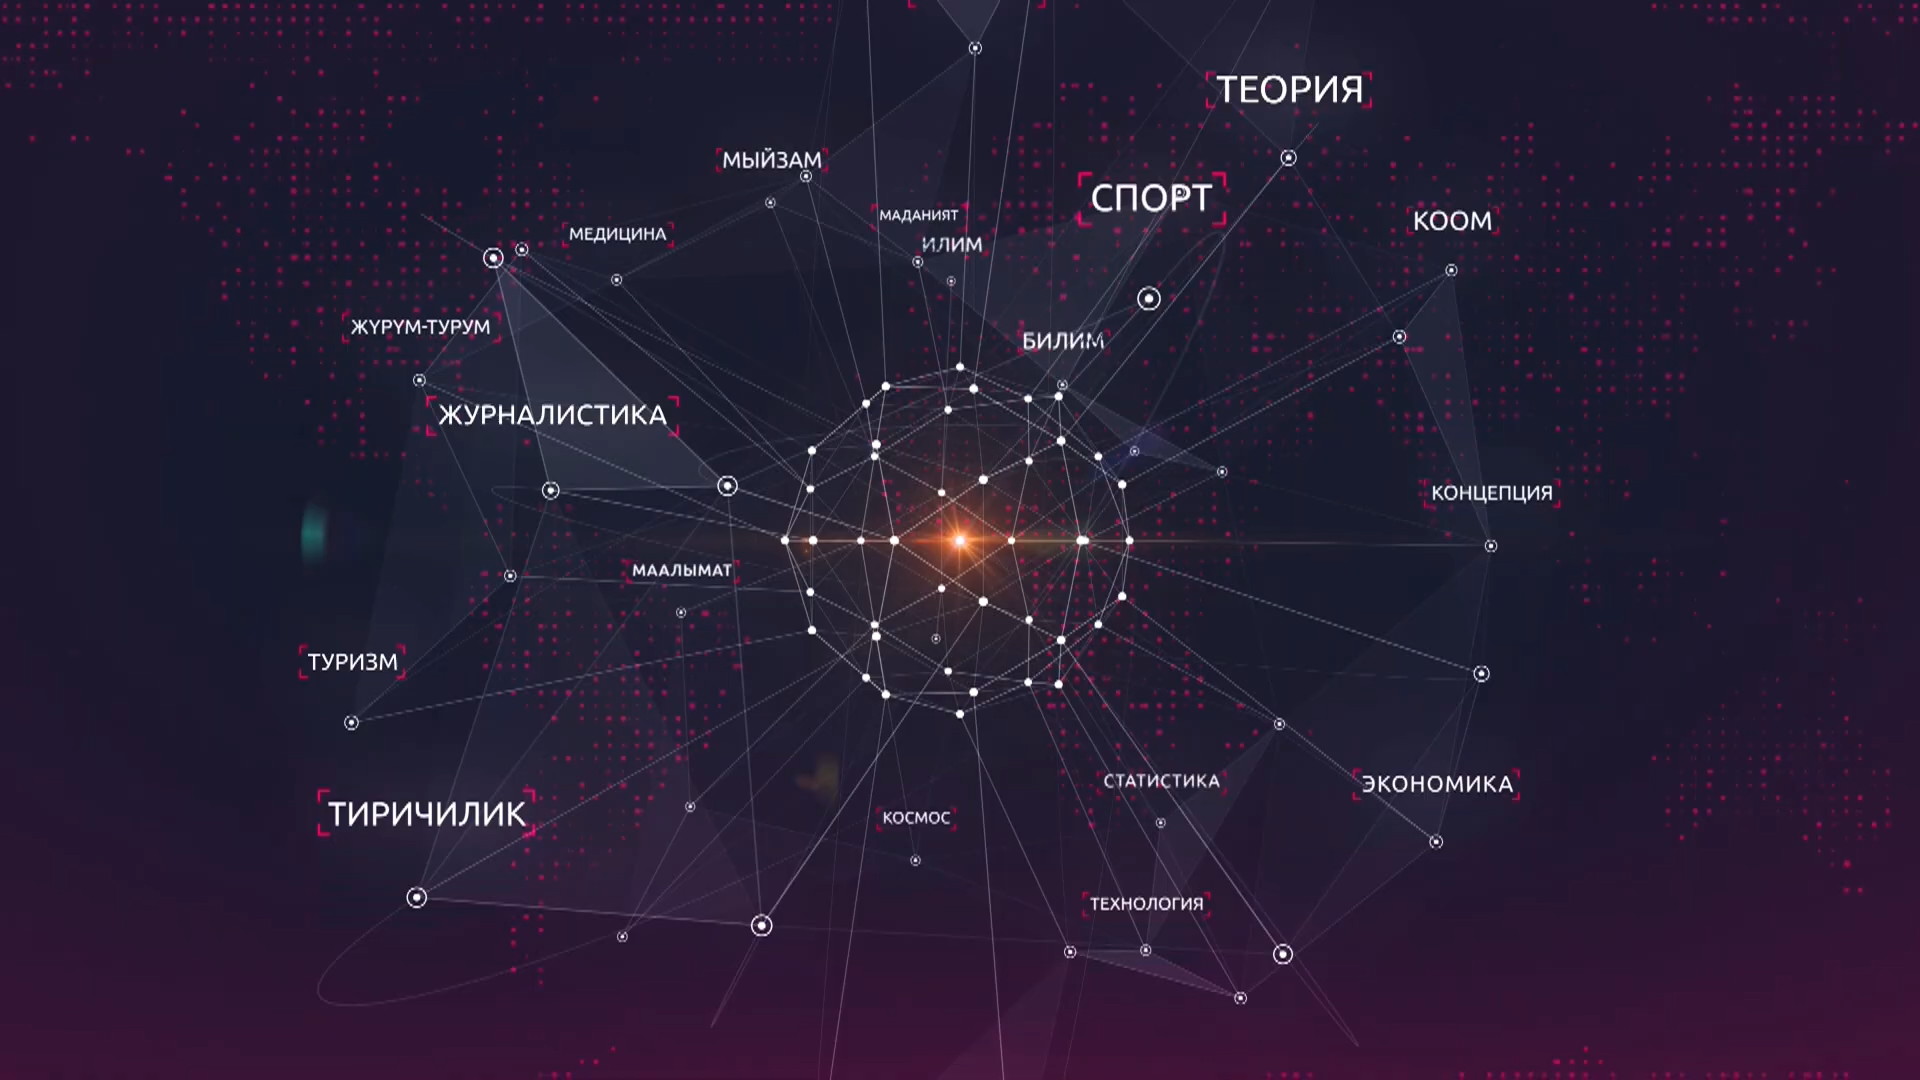 ТЕОРИЯ
МЫЙЗАМ
СПОРТ
МАДАНИЯТ
КООМ
МЕДИЦИНА
ИЛИМ
ЖҮРҮМ-ТУРУМ
БИЛИМ
ЖУРНАЛИСТИКА
КОНЦЕПЦИЯ
МААЛЫМАТ
ТУРИЗМ
СТАТИСТИКА
ЭКОНОМИКА
ТИРИЧИЛИК
КОСМОС
ТЕХНОЛОГИЯ